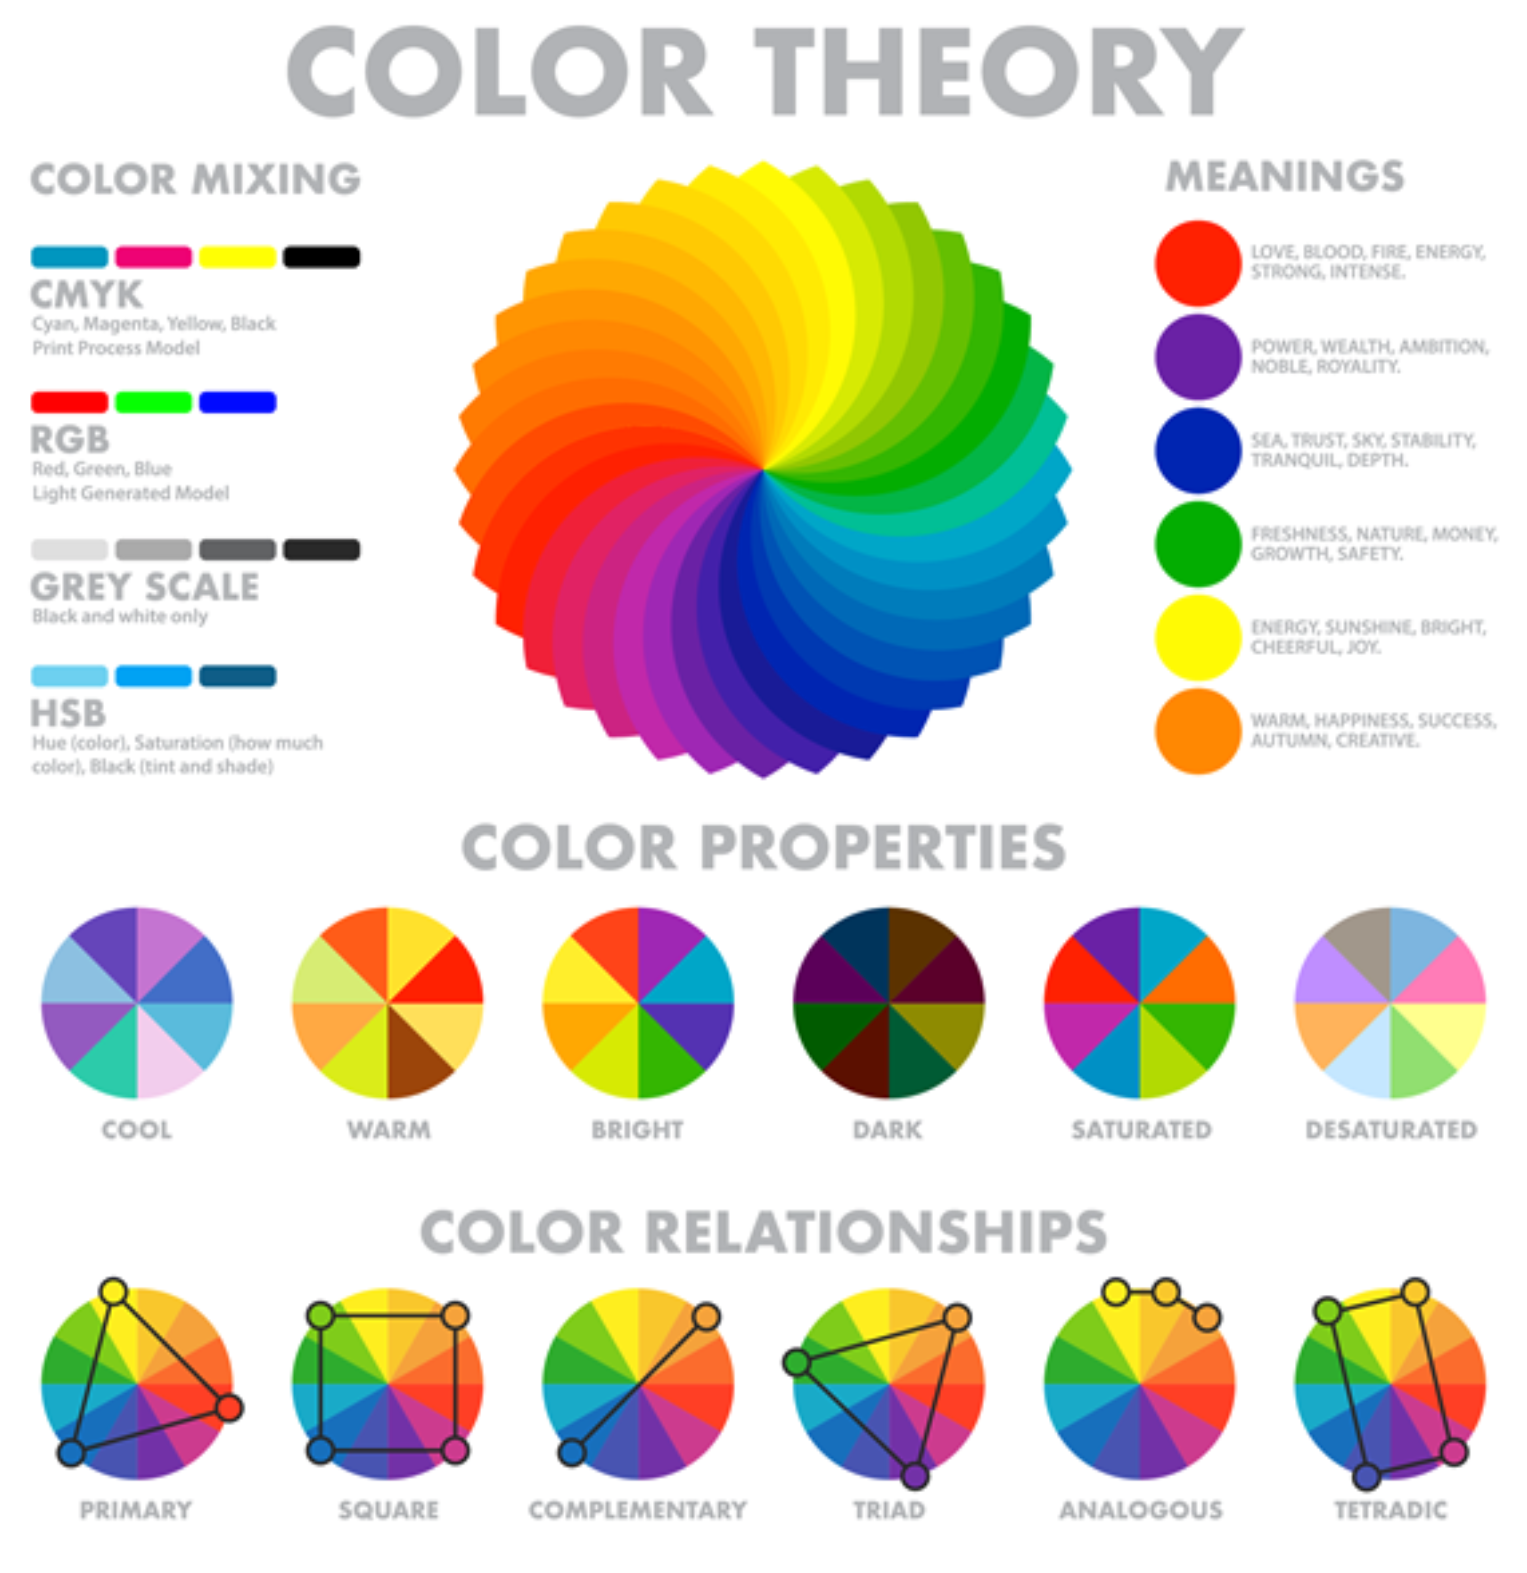 COLOR THEORY
COLOR MIXING
CMYK
Cyan, Magenta, Yellow, Black
Print Process Model
RGB
Red, Green, Blue
Light Generated Model
GREY SCALE
Black and white only
HSB
Hue (color), Saturation (how much
color), Black (tint and shade)
MEANINGS
LOVE, BLOOD, FIRE, ENERGY,
STRONG, INTENSE.
POWER, WEALTH, AMBITION,
NOBLE, ROYALITY.
SEA, TRUST, SKY, STABILITY,
TRANQUIL, DEPTH.
FRESHNESS, NATURE, MONEY,
GROWTH, SAFETY.
ENERGY, SUNSHINE, BRIGHT,
CHEERFUL, JOY.
WARM, HAPPINESS, SUCCESS,
AUTUMN, CREATIVE.
COLOR PROPERTIES
COOL
WARM
BRIGHT
DARK
SATURATED
DESATURATED
COLOR RELATIONSHIPS
PRIMARY
SQUARE
COMPLEMENTARY
TRIAD
ANALOGOUS
TETRADIC